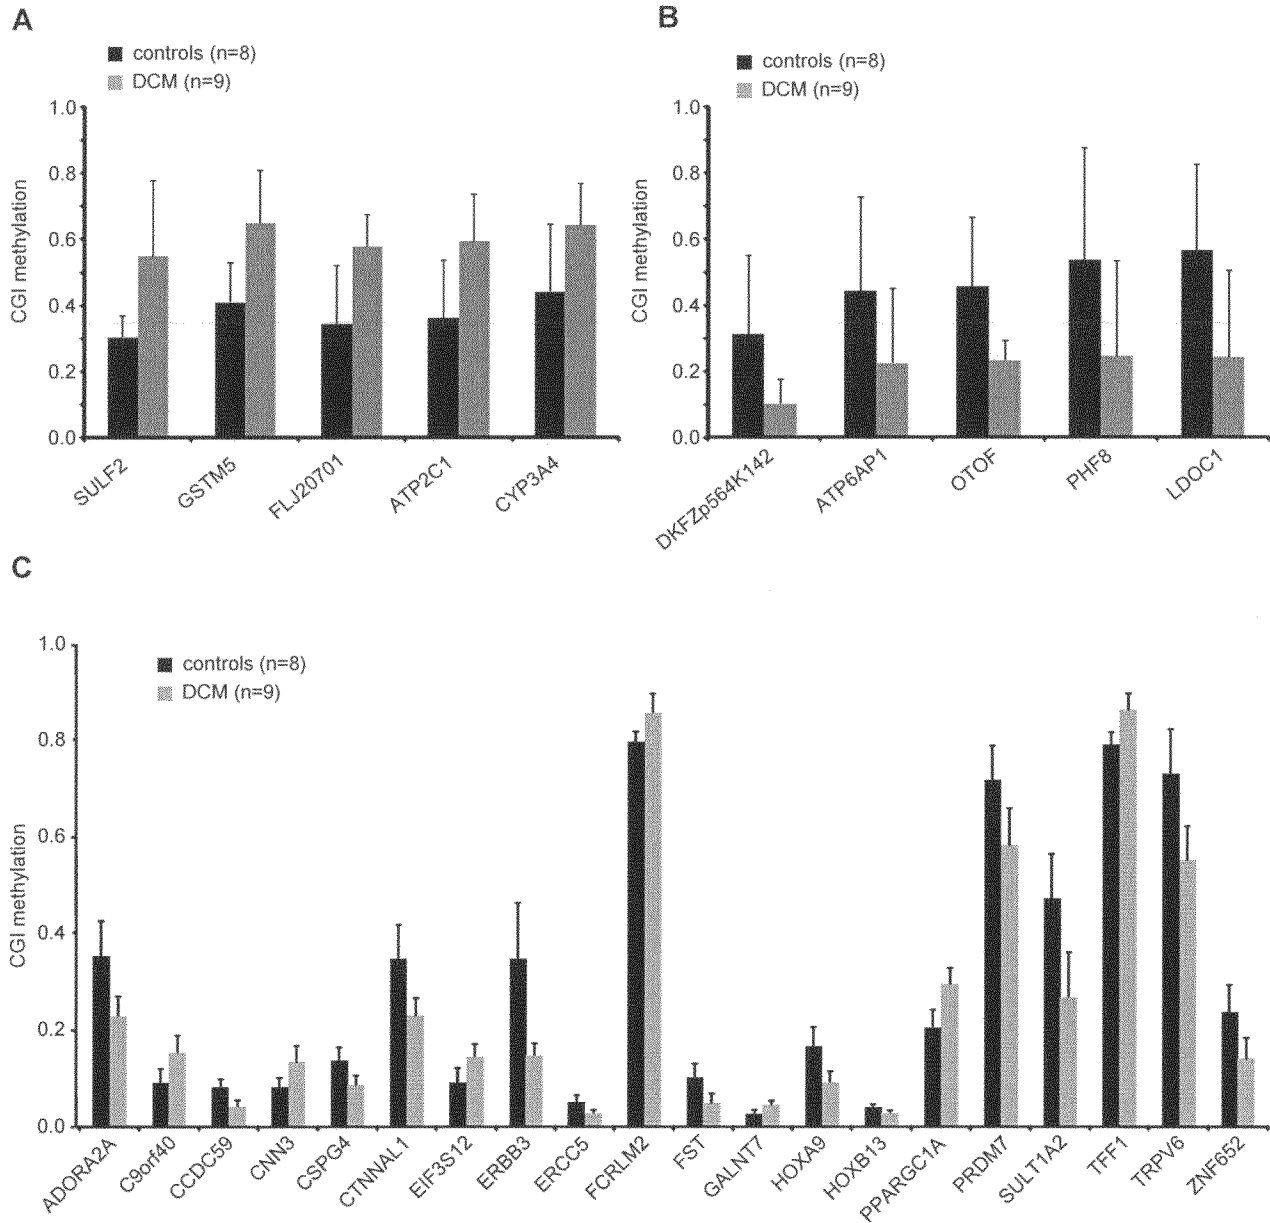 A
controls (n=8)
DCM (n=9)
1.0
0.8
0.6
0.4
0.2
0.0
CGI methylation
SULF2
GSTM5
FLJ20701
ATP2C1
CYP3A4
B
controls (n=8)
DCM (n=9)
1.0
0.8
0.6
0.4
0.2
0.0
CGI methylation
DKFZp564K142
ATP6AP1
OTOF
PHF8
LDOC1
C
controls (n=8)
DCM (n=9)
1.0
0.8
0.6
0.4
0.2
0.0
CGI methylation
ADORA2A
C9orf40
CCDC59
CNN3
CSPG4
CTNNAL1
EIF3S12
ERBB3
ERCC5
FCRLM2
FST
GALNT7
HOXA9
HOXB13
PPARGC1A
PRDM7
SULT1A2
TFF1
TRPV6
ZNF652